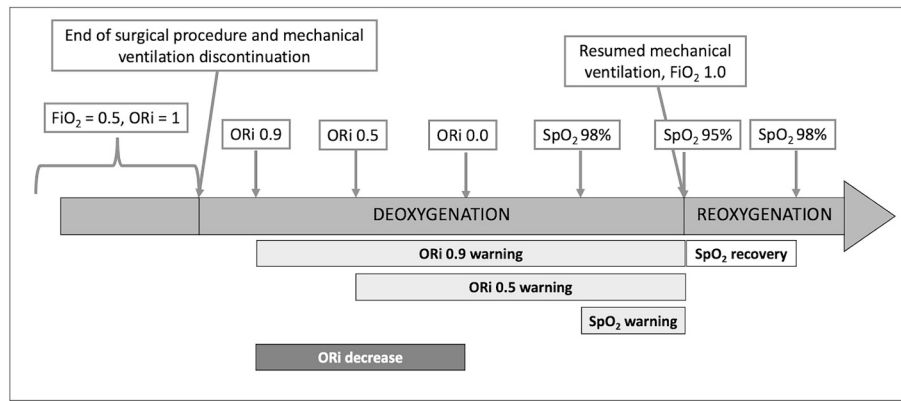 End of surgical procedure and mechanical
ventilation discontinuation
Resumed mechanical
ventilation, FiO₂ 1.0
FiO₂ = 0.5, ORi = 1
ORi 0.9
ORi 0.5
ORi 0.0
SpO₂ 98%
SpO₂ 95%
SpO₂ 98%
DEOXYGENATION
REOXYGENATION
ORi 0.9 warning
SpO₂ recovery
ORi 0.5 warning
SpO₂ warning
ORi decrease